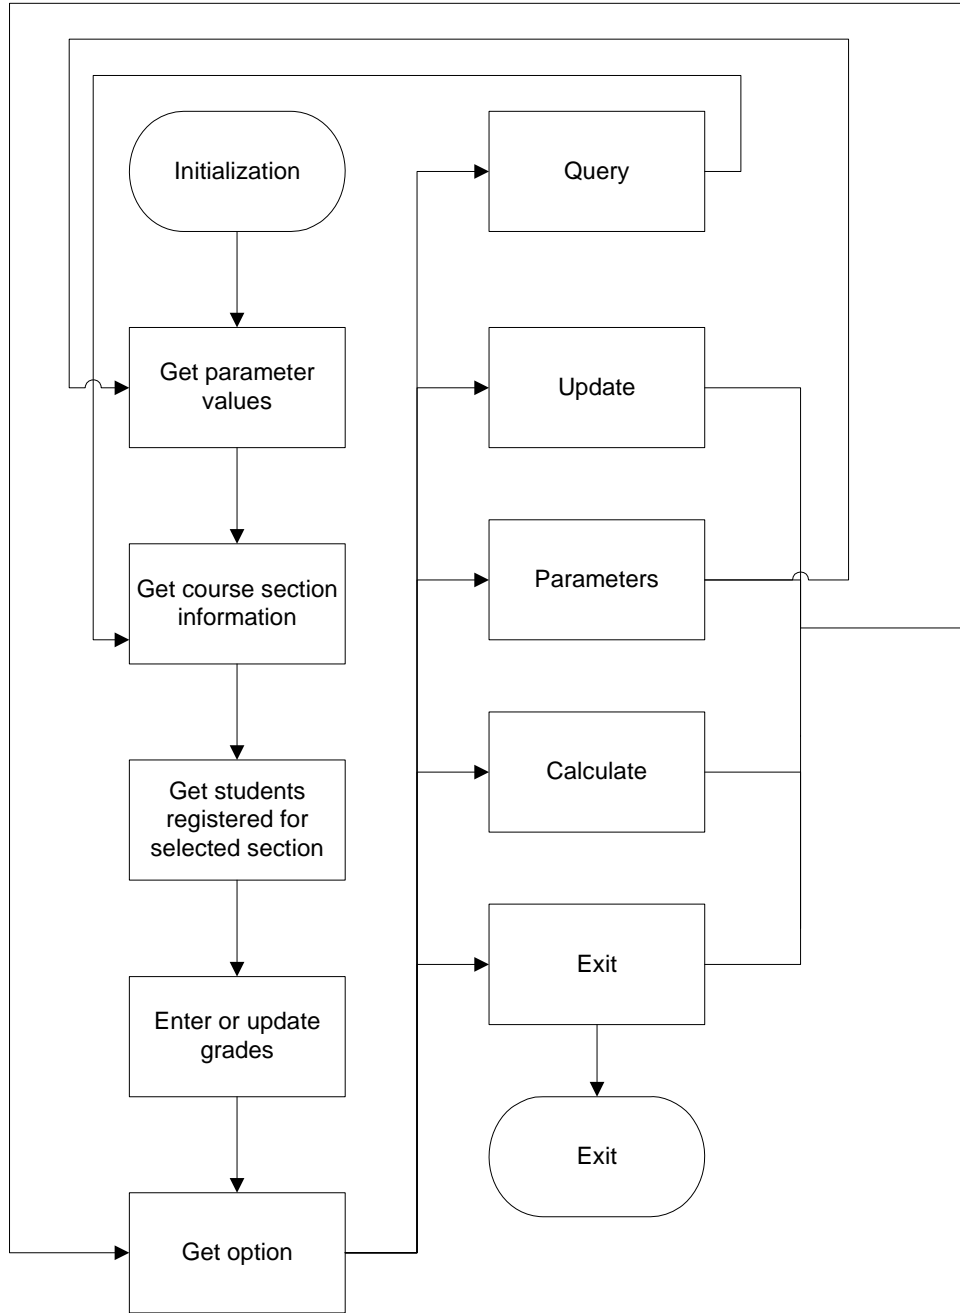 Initialization
Get parameter
values
Get course section
information
Get students
registered for
selected section
Enter or update
grades
Get option
Query
Update
Parameters
Calculate
Exit
Exit